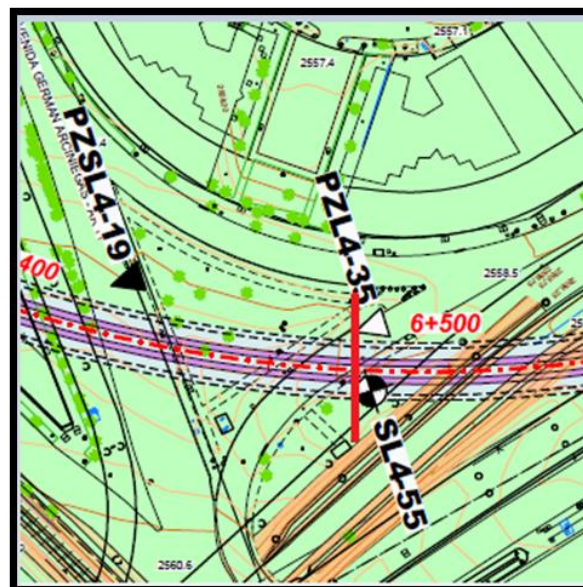 2557.1
2557.4
AVENIDA GERMAN ARCINIEGAS
PZSL4-19
PZL4-35
2558.5
400
6+500
SL4-55
2560.6